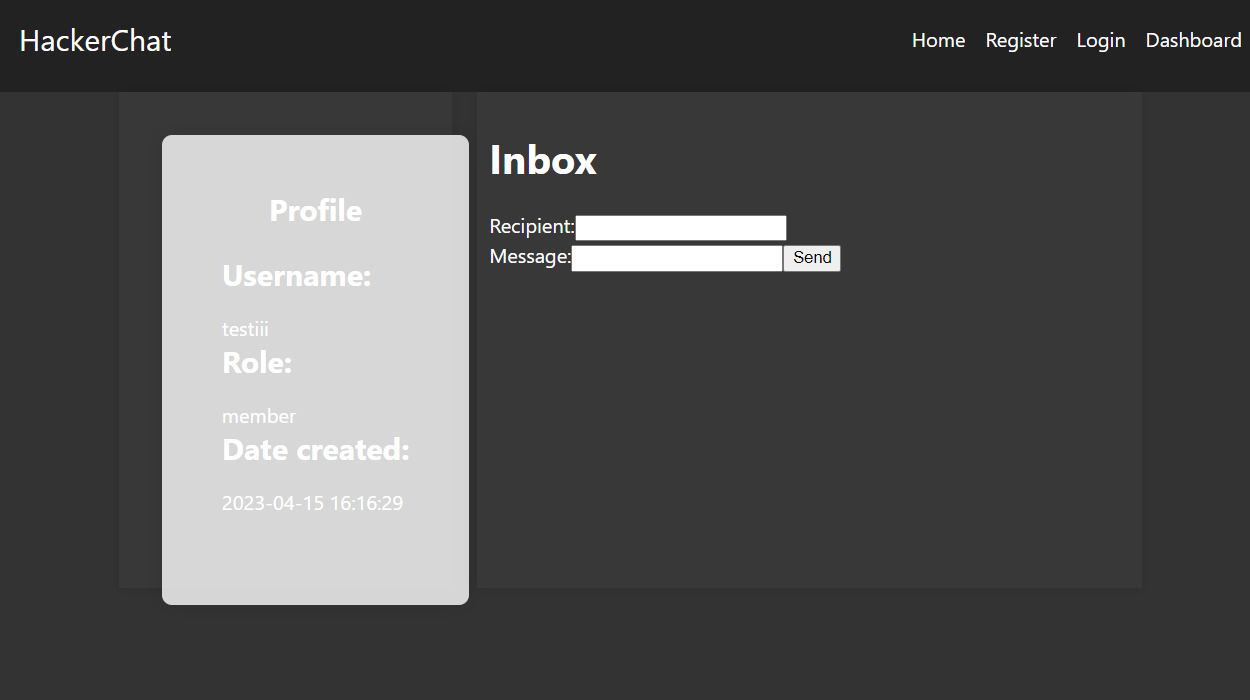 HackerChat
Home Register Login Dashboard
Profile
Username:
testiii
Role:
member
Date created:
2023-04-15 16:16:29
Inbox
Recipient:
Message: Send